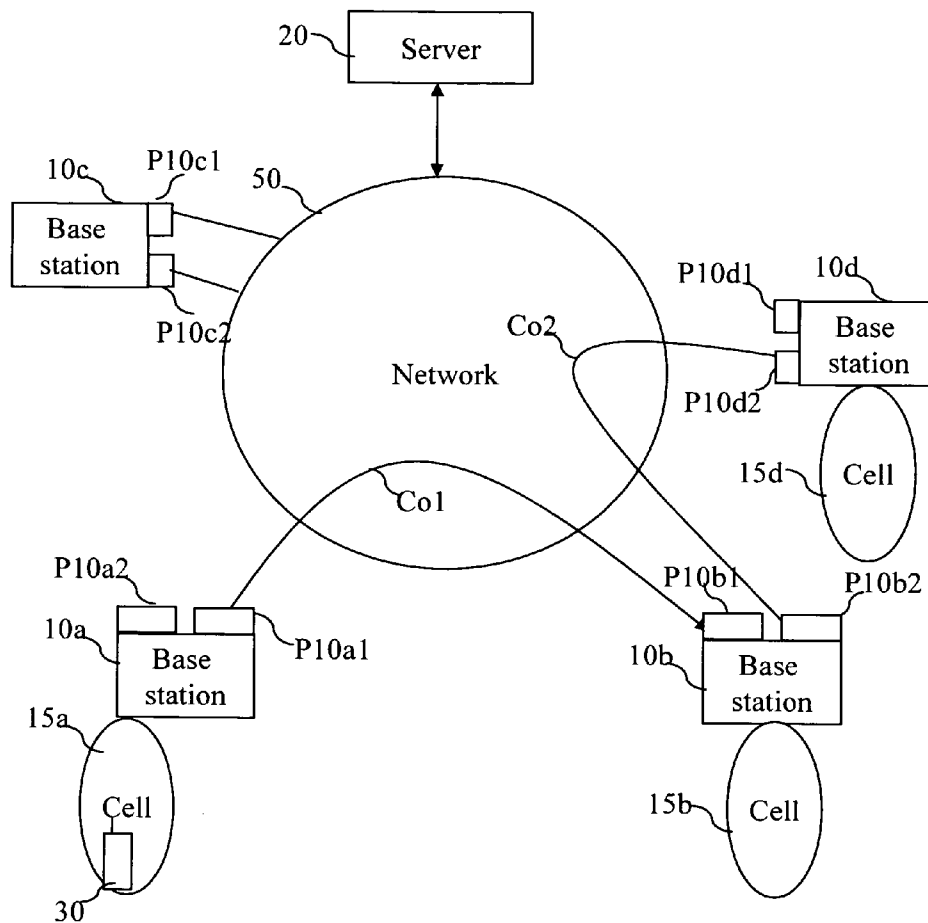 20
Server
10c
P10c1
50
Base
station
P10c2
P10d1
10d
Base
station
Co2
Network
P10d2
15d
Cell
Co1
P10a2
P10b1
P10b2
10a
P10a1
10b
Base
station
Base
station
15a
Cell
15b
Cell
30